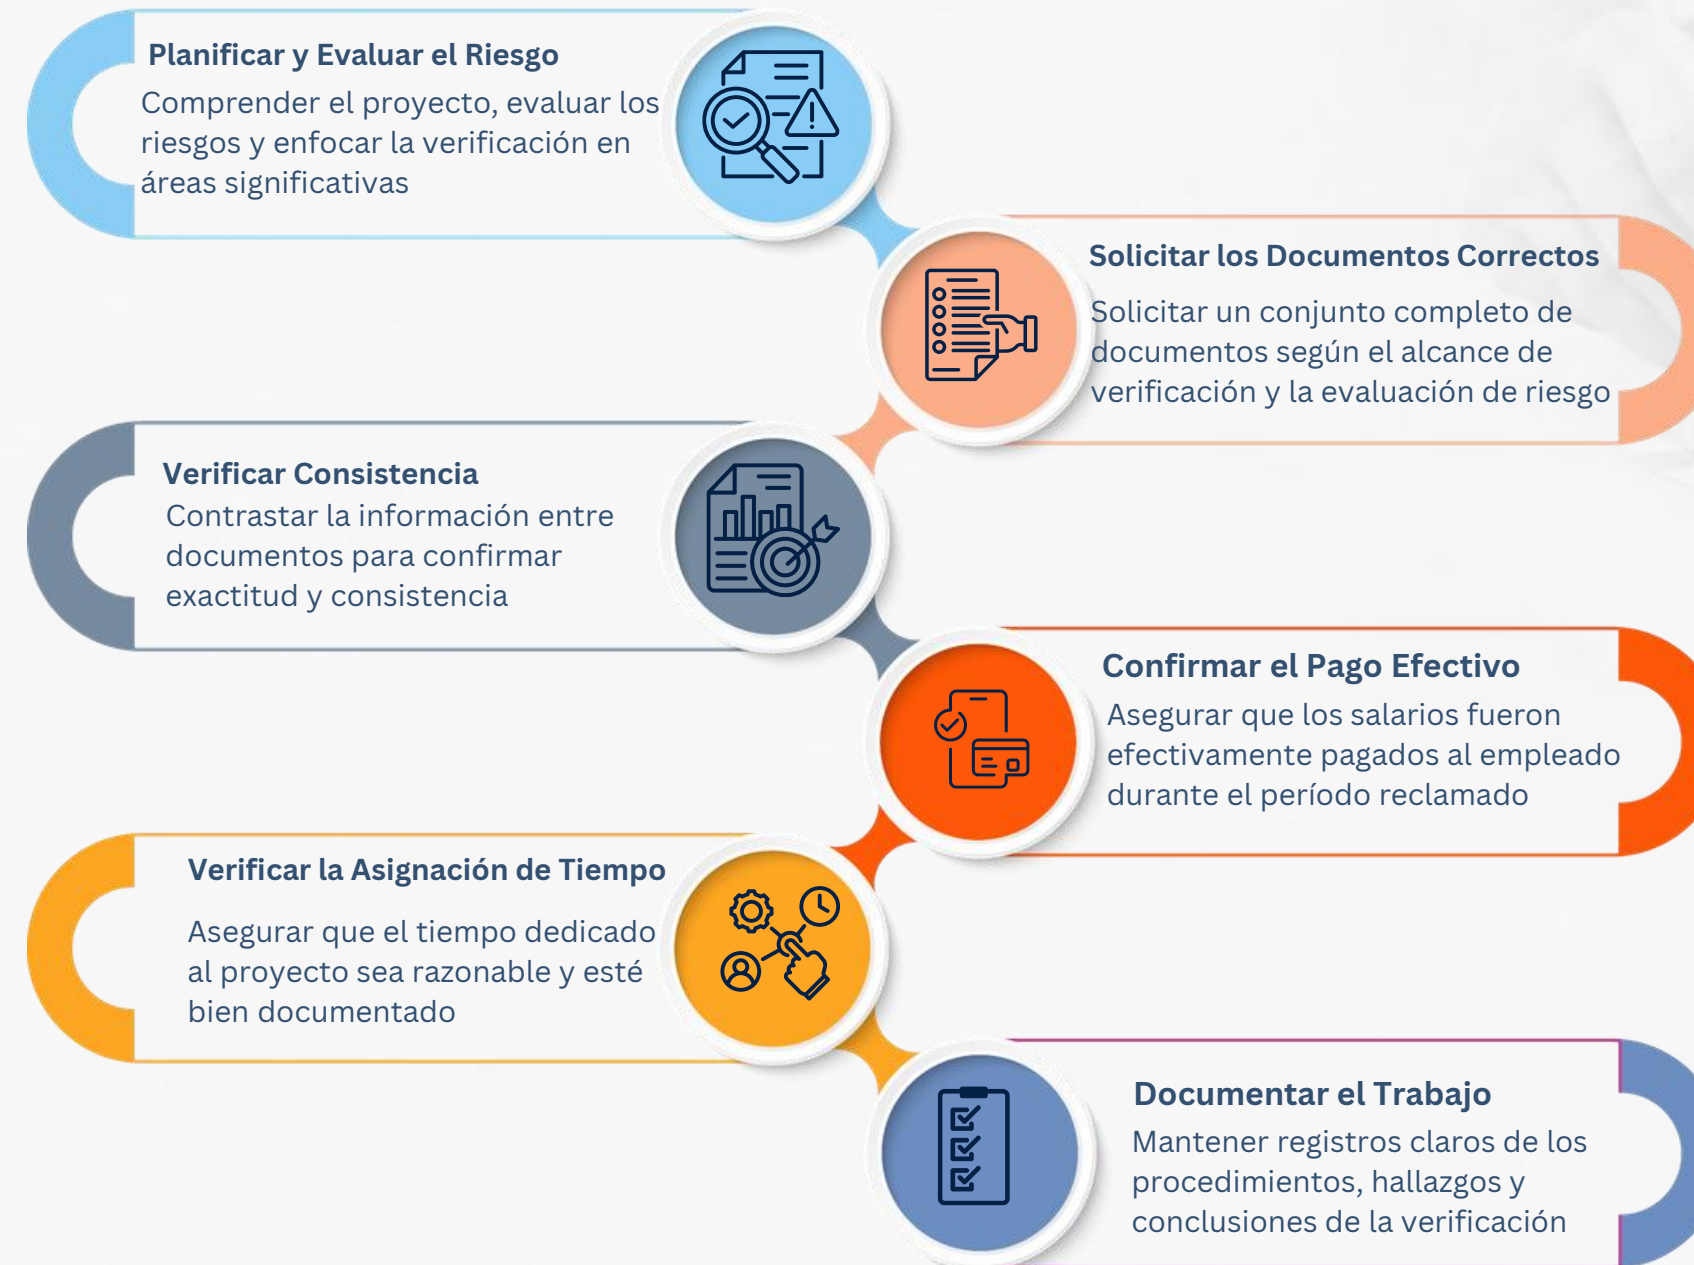 Planificar y Evaluar el Riesgo
Comprender el proyecto, evaluar los
riesgos y enfocar la verificación en
áreas significativas
Solicitar los Documentos Correctos
Solicitar un conjunto completo de
documentos según el alcance de
verificación y la evaluación de riesgo
Verificar Consistencia
Contrastar la información entre
documentos para confirmar
exactitud y consistencia
Confirmar el Pago Efectivo
Asegurar que los salarios fueron
efectivamente pagados al empleado
durante el período reclamado
Verificar la Asignación de Tiempo
Asegurar que el tiempo dedicado
al proyecto sea razonable y esté
bien documentado
Documentar el Trabajo
Mantener registros claros de los
procedimientos, hallazgos y
conclusiones de la verificación